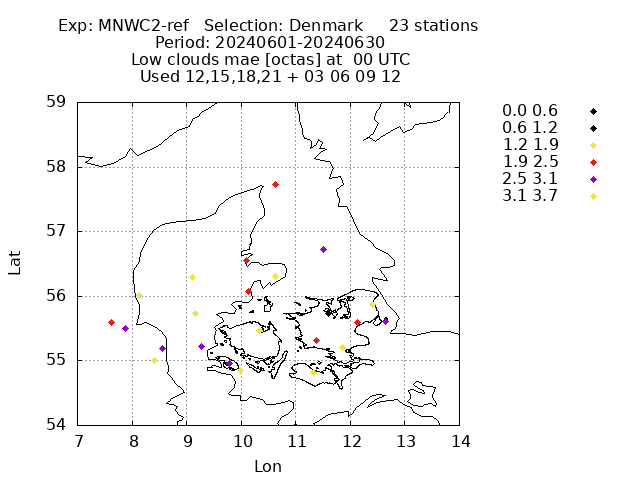 Exp: MNWC2-ref Selection: Denmark 23 stations
Period: 20240601-20240630
Low clouds mae [octas] at 00 UTC
Used 12,15,18,21 + 03 06 09 12
0.0 0.6
0.6 1.2
1.2 1.9
1.9 2.5
2.5 3.1
3.1 3.7
59
58
57
56
55
54
Lat
7 8 9 10 11 12 13 14
Lon